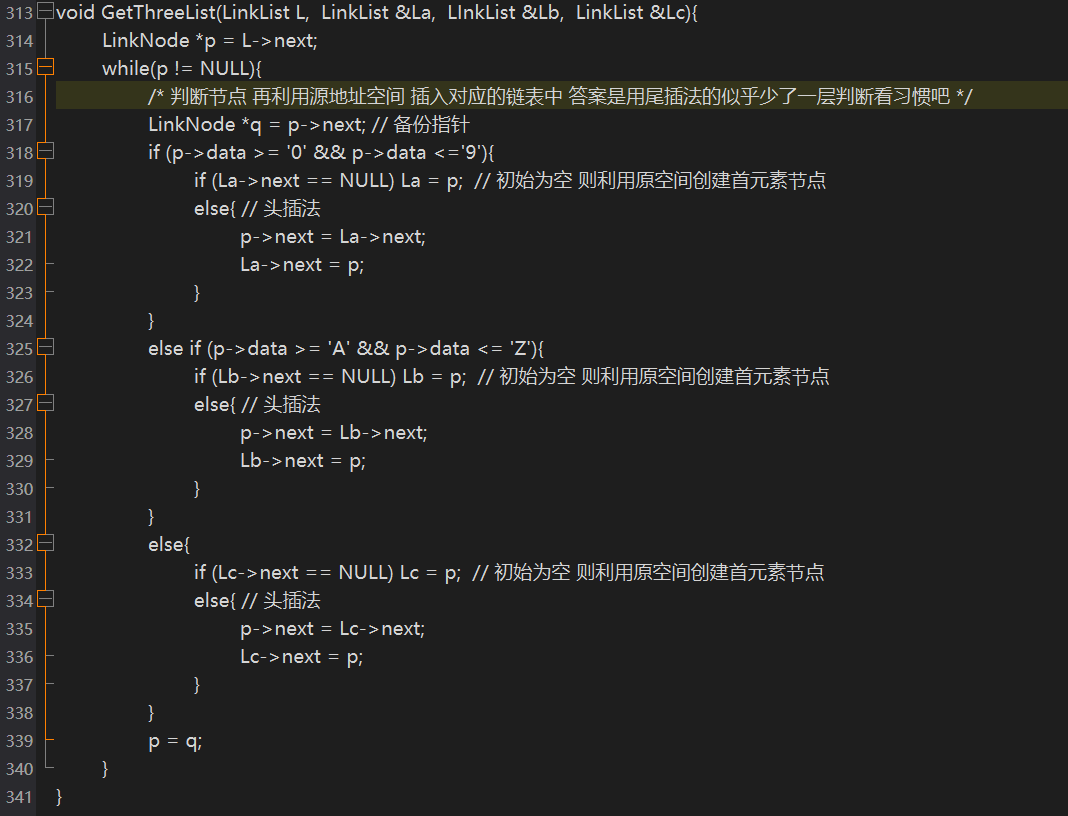 313 void GetThreeList(LinkList L, LinkList &La, LInkList &Lb, LinkList &Lc){
314 LinkNode *p = L->next;
315 while(p != NULL){
316 /* 判断节点 再利用源地址空间 插入对应的链表中 答案是用尾插法的似乎少了一层判断看习惯吧 */
317 LinkNode *q = p->next; // 备份指针
318 if (p->data >= '0' && p->data <='9'){
319 if (La->next == NULL) La = p; // 初始为空 则利用原空间创建首元素节点
320 else{ // 头插法
321 p->next = La->next;
322 La->next = p;
323 }
324 }
325 else if (p->data >= 'A' && p->data <= 'Z'){
326 if (Lb->next == NULL) Lb = p; // 初始为空 则利用原空间创建首元素节点
327 else{ // 头插法
328 p->next = Lb->next;
329 Lb->next = p;
330 }
331 }
332 else{
333 if (Lc->next == NULL) Lc = p; // 初始为空 则利用原空间创建首元素节点
334 else{ // 头插法
335 p->next = Lc->next;
336 Lc->next = p;
337 }
338 }
339 p = q;
340 }
341 }